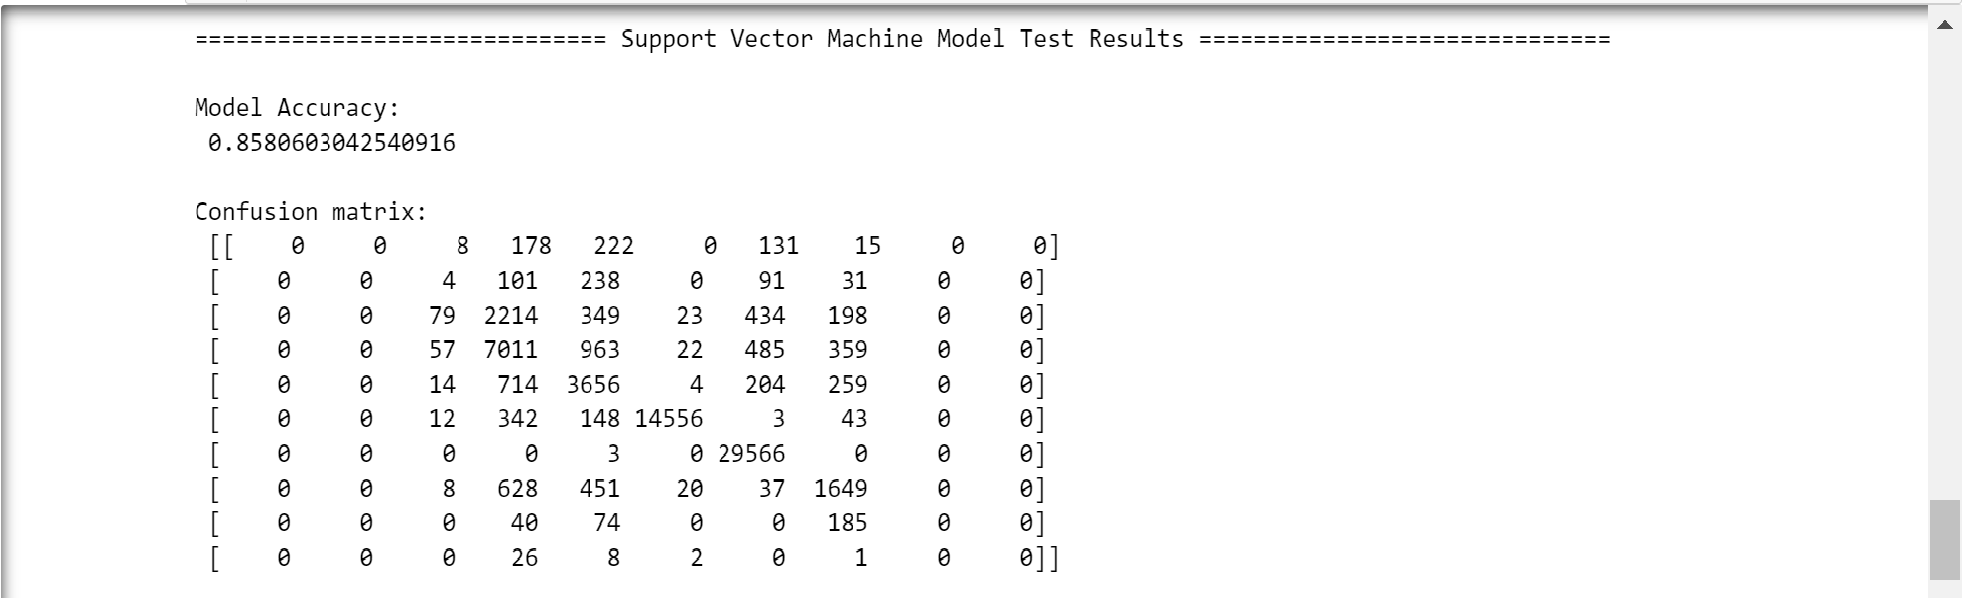 ============================== Support Vector Machine Model Test Results ==============================
Model Accuracy:
0.8580603042540916
Confusion matrix:
[[    0     0     8   178   222     0   131    15     0     0]
[    0     0     4   101   238     0    91    31     0     0]
[    0     0    79  2214   349    23   434   198     0     0]
[    0     0    57  7011   963    22   485   359     0     0]
[    0     0    14   714  3656     4   204   259     0     0]
[    0     0    12   342   148 14556     3    43     0     0]
[    0     0     0     0     3     0 29566     0     0     0]
[    0     0     8   628   451    20    37  1649     0     0]
[    0     0     0    40    74     0     0   185     0     0]
[    0     0     0    26     8     2     0     1     0     0]]